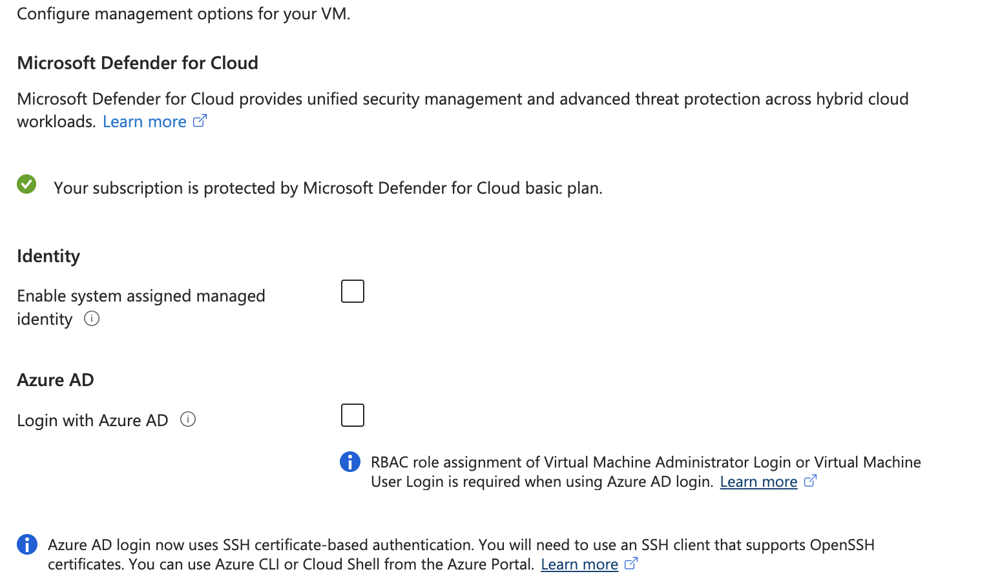 Configure management options for your VM.
Microsoft Defender for Cloud
Microsoft Defender for Cloud provides unified security management and advanced threat protection across hybrid cloud
workloads. Learn more
Your subscription is protected by Microsoft Defender for Cloud basic plan.
Identity
Enable system assigned managed
identity
Azure AD
Login with Azure AD
RBAC role assignment of Virtual Machine Administrator Login or Virtual Machine
User Login is required when using Azure AD login. Learn more
Azure AD login now uses SSH certificate-based authentication. You will need to use an SSH client that supports OpenSSH
certificates. You can use Azure CLI or Cloud Shell from the Azure Portal. Learn more